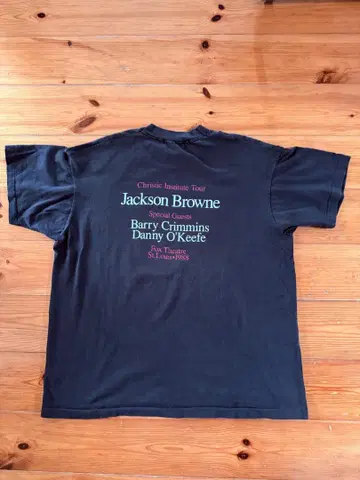 Christic Institute Tour
Jackson Browne
Special Guests
Barry Crimmins
Danny O'Keefe
Fox Theatre
St. Louis•1988